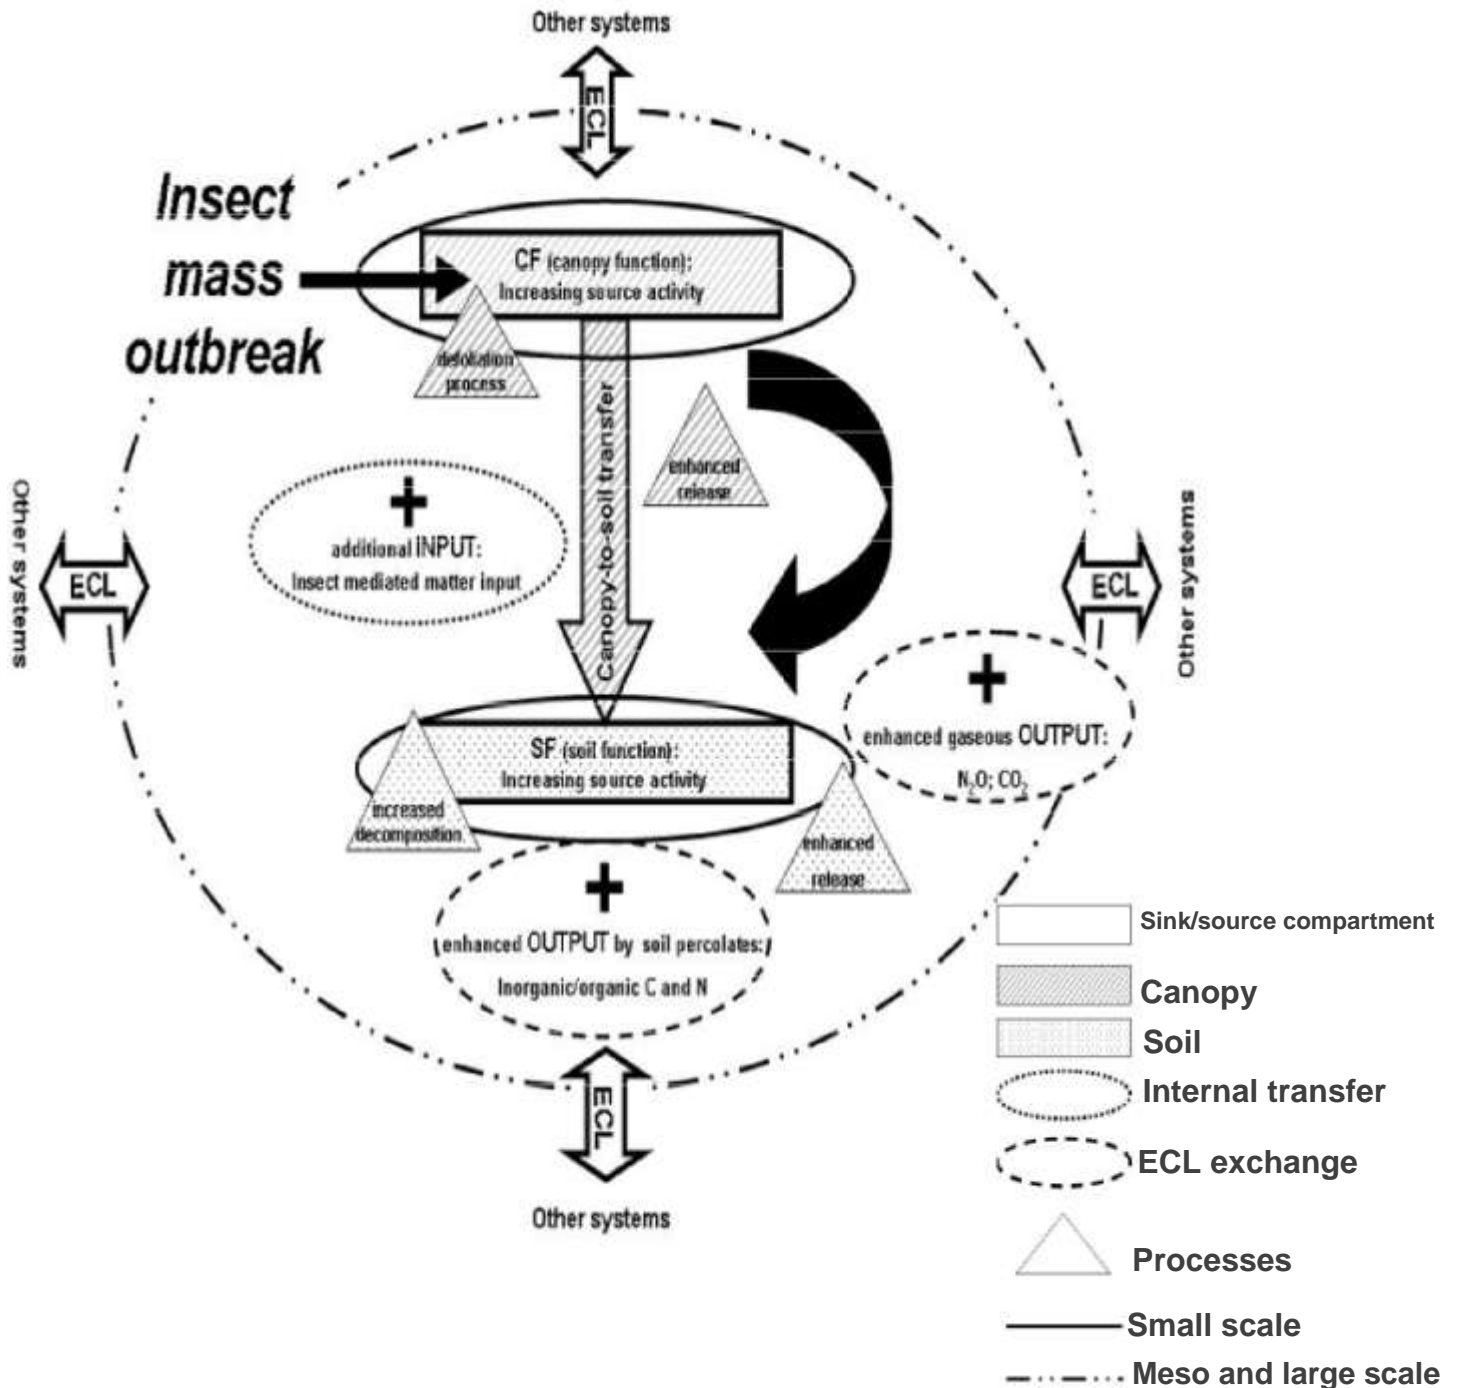 Other systems
ECL
Insect
mass
outbreak
CF (canopy function):
Increasing source activity
defoliation
process
Canopy-to-soil transfer
enhanced
release
+
additional INPUT:
Insect mediated matter input
Other systems
ECL
ECL
Other systems
+
enhanced gaseous OUTPUT:
N₂O; CO₂
SF (soil function):
Increasing source activity
increased
decomposition
enhanced
release
+
enhanced OUTPUT by soil percolates:
Inorganic/organic C and N
ECL
Other systems
Sink/source compartment
Canopy
Soil
Internal transfer
ECL exchange
Processes
Small scale
Meso and large scale